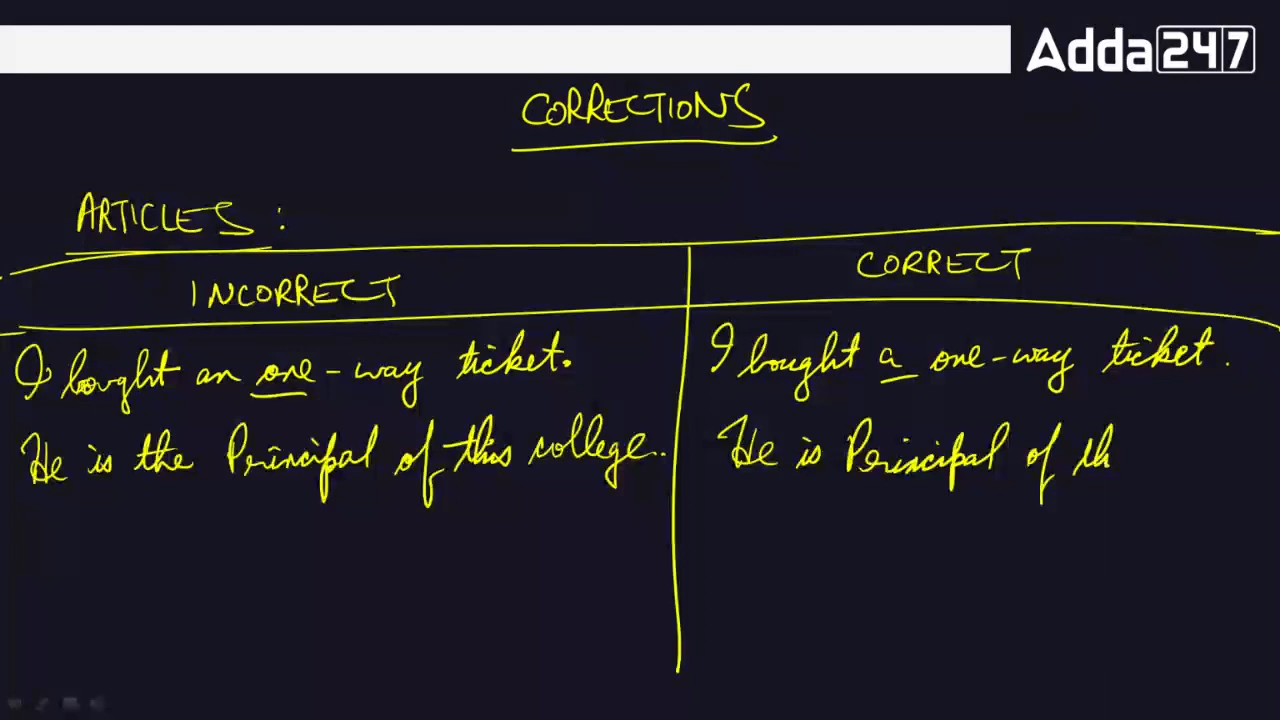 Adda247
CORRECTIONS
ARTICLES :
INCORRECT
CORRECT
I bought an one-way ticket.
I bought a one-way ticket.
He is the Principal of this college..
He is Principal of th